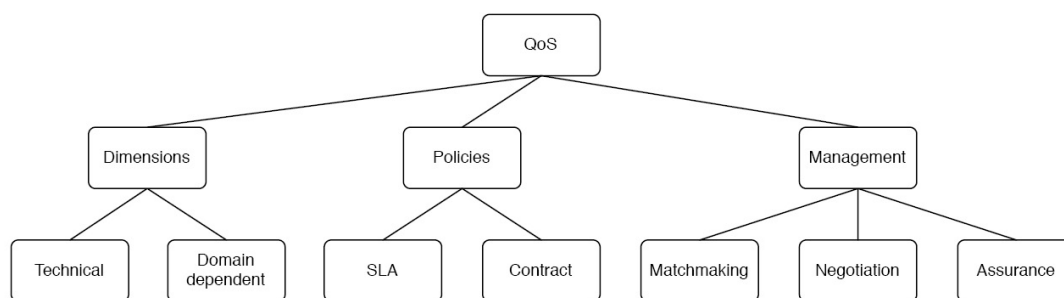 QoS
Dimensions
Policies
Management
Technical
Domain
dependent
SLA
Contract
Matchmaking
Negotiation
Assurance